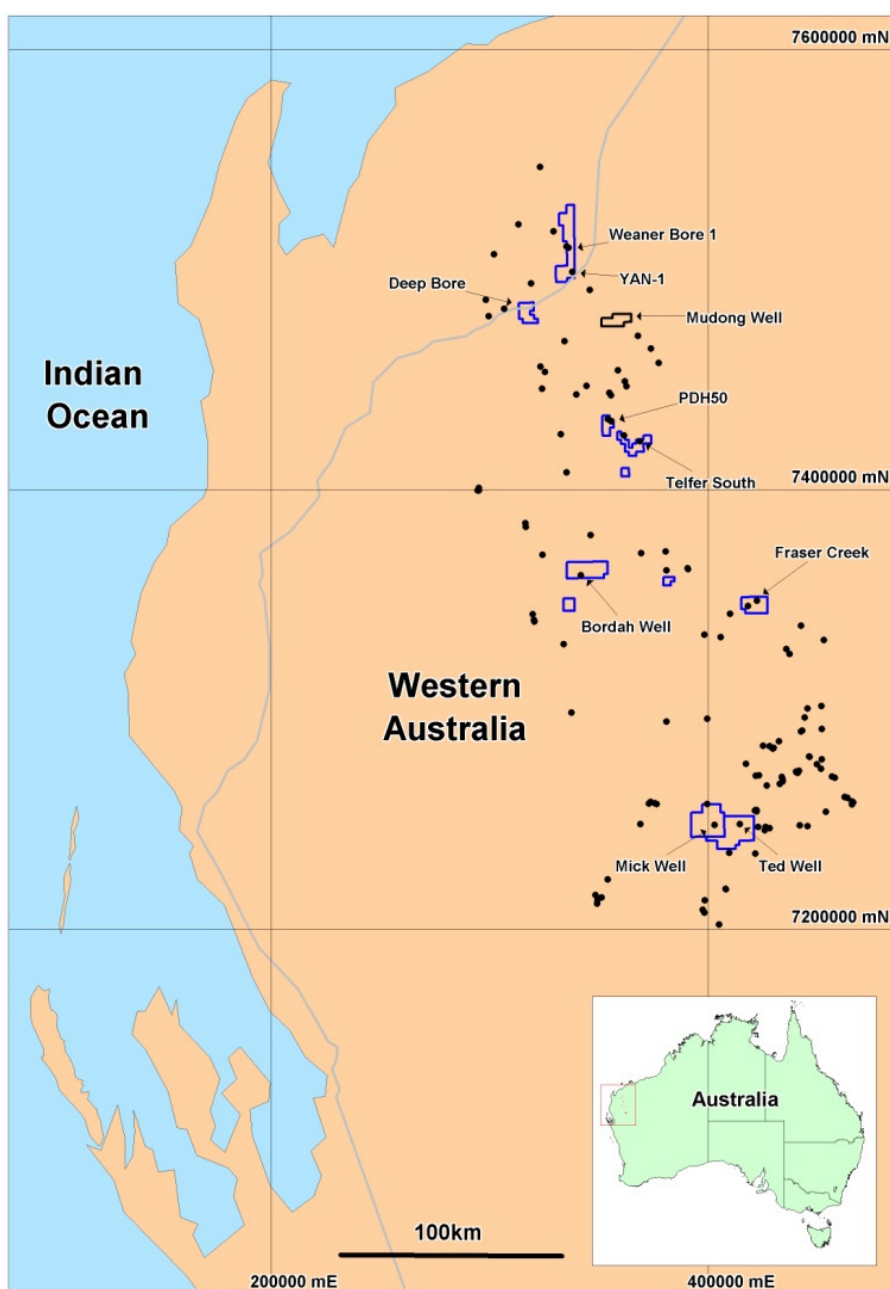 7600000 mN
Weaner Bore 1
YAN-1
Deep Bore
Mudong Well
Indian
Ocean
PDH50
7400000 mN
Telfer South
Fraser Creek
Bordah Well
Western
Australia
Mick Well
Ted Well
7200000 mN
Australia
100km
200000 mE
400000 mE